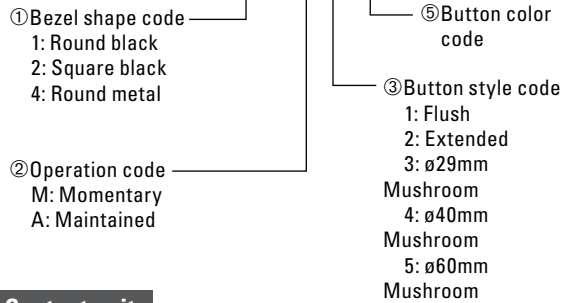 ①Bezel shape code
1: Round black
2: Square black
4: Round metal
②Operation code
M: Momentary
A: Maintained
⑤Button color
code
③Button style code
1: Flush
2: Extended
3: ø29mm
Mushroom
4: ø40mm
Mushroom
5: ø60mm
Mushroom